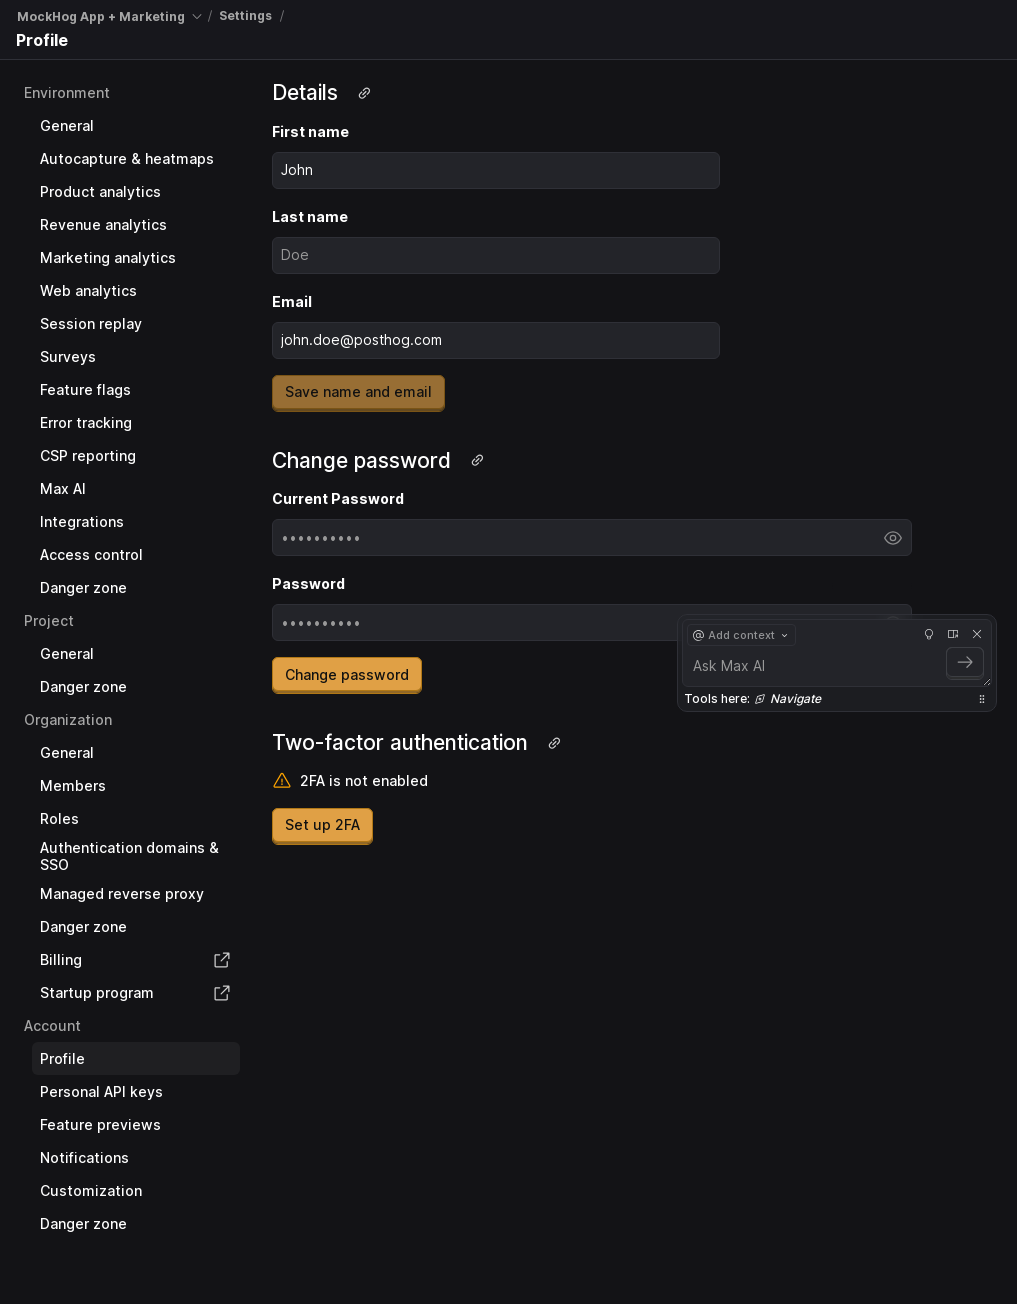 MockHog App + Marketing / Settings /
Profile
Environment
General
Autocapture & heatmaps
Product analytics
Revenue analytics
Marketing analytics
Web analytics
Session replay
Surveys
Feature flags
Error tracking
CSP reporting
Max AI
Integrations
Access control
Danger zone
Project
General
Danger zone
Organization
General
Members
Roles
Authentication domains &
SSO
Managed reverse proxy
Danger zone
Billing
Startup program
Account
Profile
Personal API keys
Feature previews
Notifications
Customization
Danger zone
Details
First name
John
Last name
Doe
Email
john.doe@posthog.com
Save name and email
Change password
Current Password
••••••••••
Password
••••••••••
Change password
Two-factor authentication
2FA is not enabled
Set up 2FA
@ Add context
Ask Max AI
Tools here: Navigate